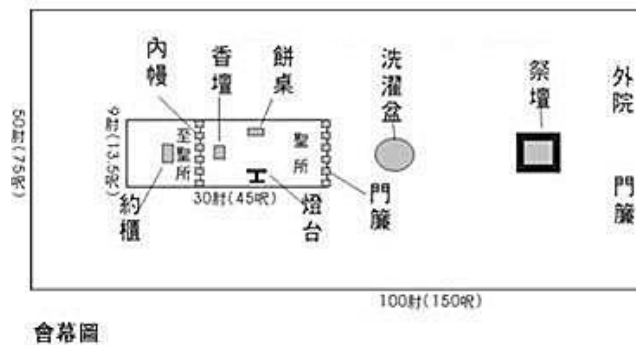 內幔
香壇
餅桌
洗濯盆
祭壇
外院
門簾
50肘(75呎)
9肘(13.5呎)
至聖所
聖所
約櫃
30肘(45呎)
燈台
門簾
100肘(150呎)
會幕圖